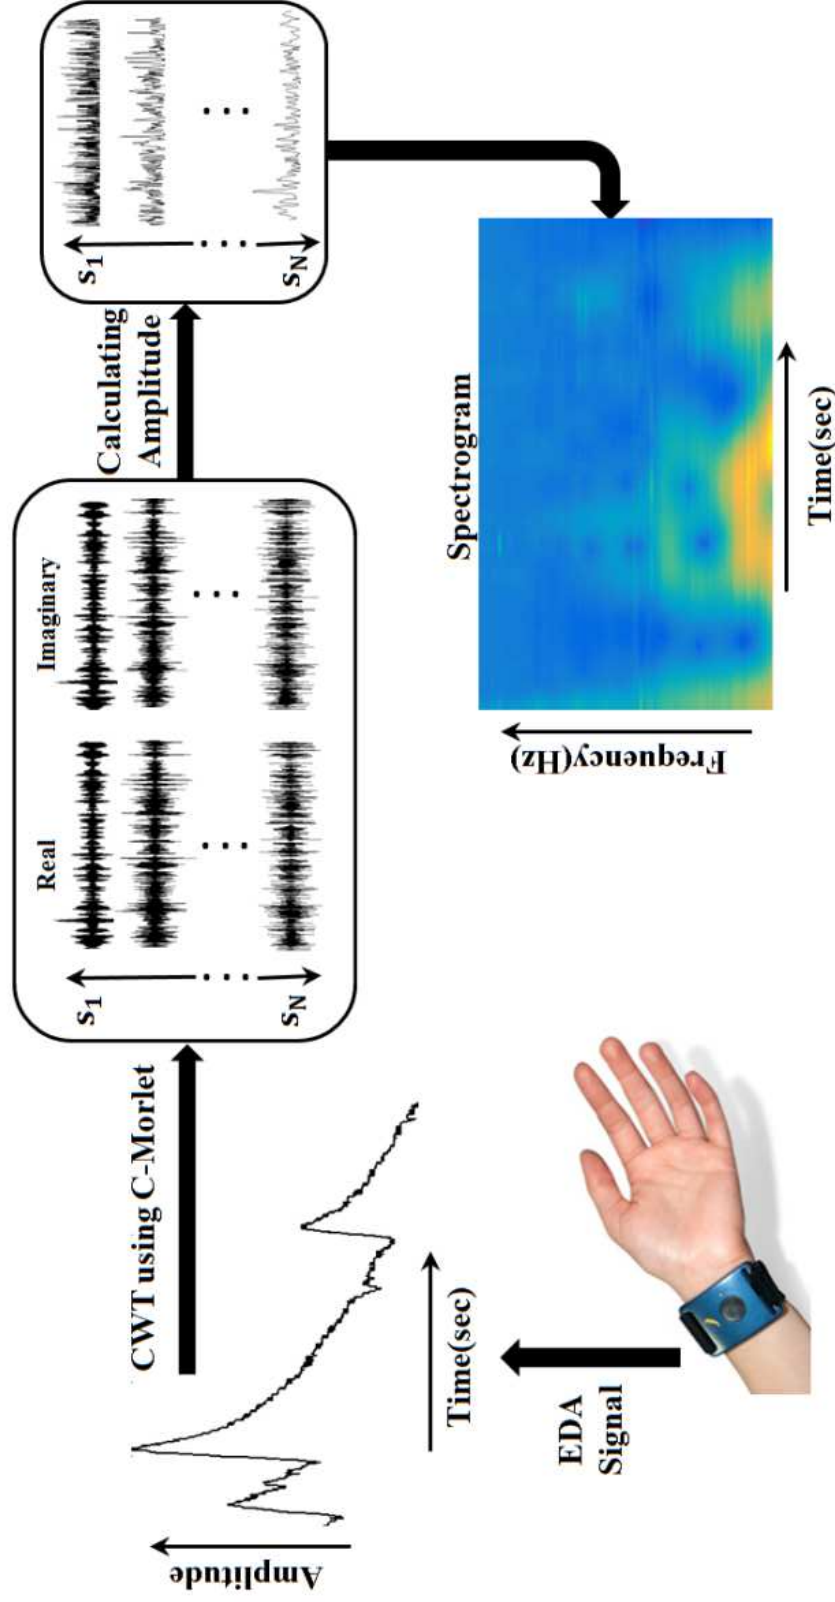 Amplitude
Time(sec)
EDA
Signal
CWT using C-Morlet
Real
Imaginary
s1
...
...
sN
...
Calculating
Amplitude
s1
...
...
sN
Spectrogram
Frequency(Hz)
Time(sec)